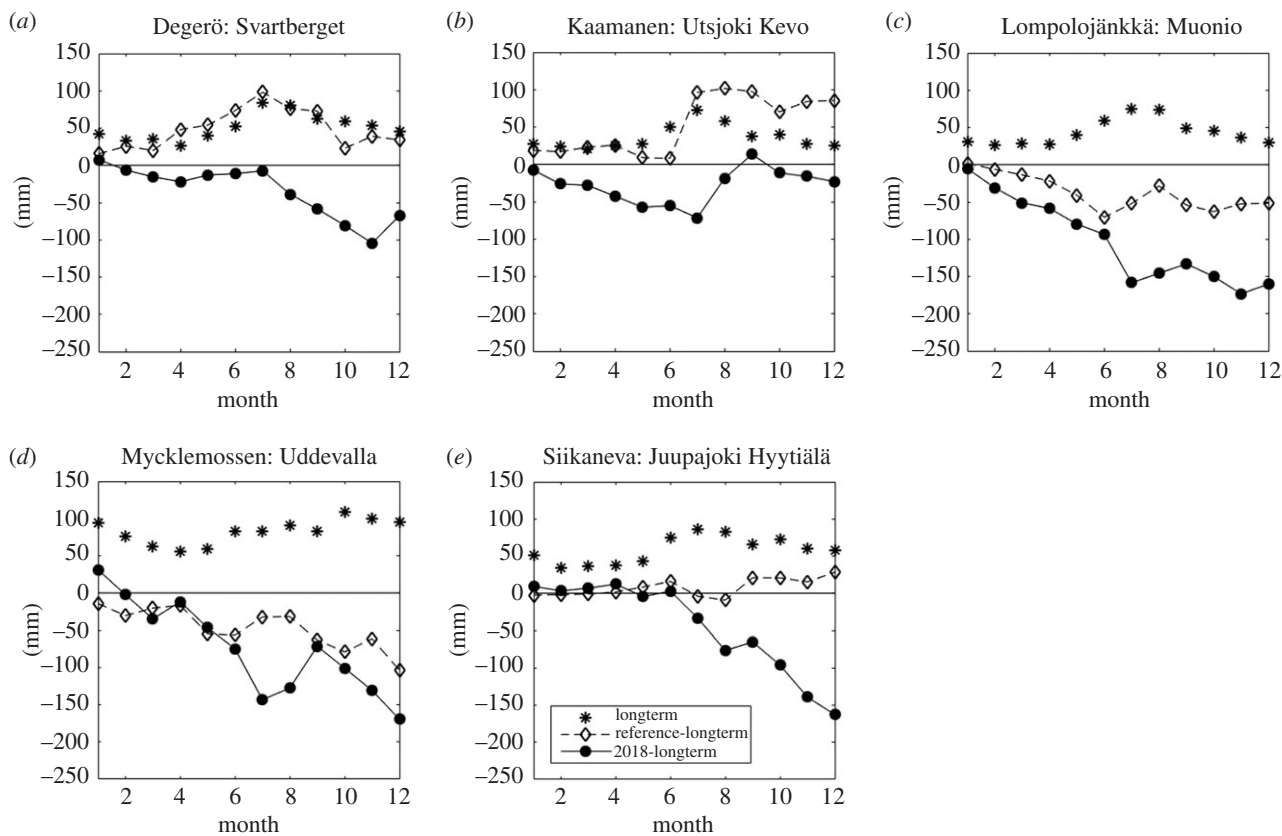 (a) Degerö: Svartberget
150
100
50
0
–50
–100
–150
–200
–250
(mm)
2 4 6 8 10 12
month
(b) Kaamanen: Utsjoki Kevo
150
100
50
0
–50
–100
–150
–200
–250
(mm)
2 4 6 8 10 12
month
(c) Lompolojänkkä: Muonio
150
100
50
0
–50
–100
–150
–200
–250
(mm)
2 4 6 8 10 12
month
(d) Mycklemossen: Uddevalla
150
100
50
0
–50
–100
–150
–200
–250
(mm)
2 4 6 8 10 12
month
(e) Siikaneva: Juupajoki Hyytiälä
150
100
50
0
–50
–100
–150
–200
–250
(mm)
longterm
reference-longterm
2018-longterm
2 4 6 8 10 12
month